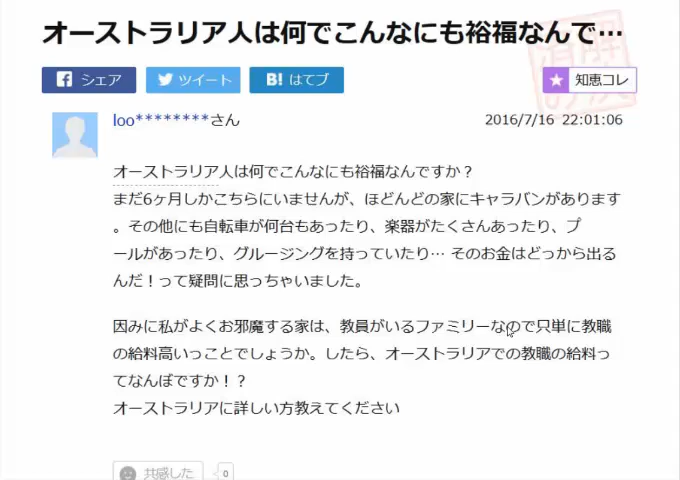 オーストラリア人は何でこんなにも裕福なんで…
シェア ツイート B! はてブ 知恵コレ
loo********さん 2016/7/16 22:01:06
オーストラリア人は何でこんなにも裕福なんですか？
まだ6ヶ月しかこちらにいませんが、ほどんどの家にキャラバンがあります
。その他にも自転車が何台もあったり、楽器がたくさんあったり、プ
ールがあったり、グルージングを持っていたり… そのお金はどっから出る
んだ！って疑問に思っちゃいました。
因みに私がよくお邪魔する家は、教員がいるファミリーなので只単に教職
の給料高いっことでしょうか。したら、オーストラリアでの教職の給料っ
てなんぼですか！？
オーストラリアに詳しい方教えてください
共感した 0